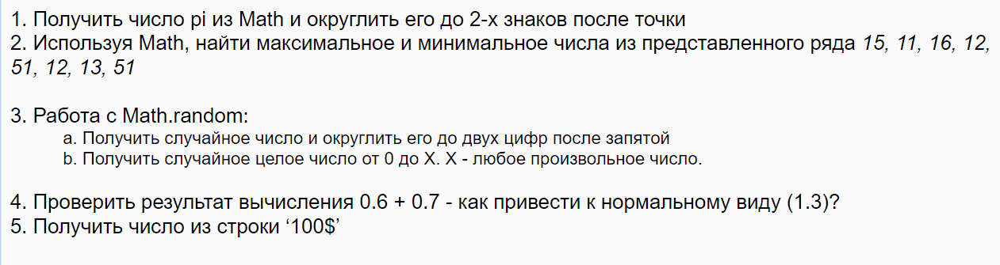 1. Получить число pi из Math и округлить его до 2-х знаков после точки
2. Используя Math, найти максимальное и минимальное числа из представленного ряда 15, 11, 16, 12,
51, 12, 13, 51
3. Работа с Math.random:
a. Получить случайное число и округлить его до двух цифр после запятой
b. Получить случайное целое число от 0 до X. X - любое произвольное число.
4. Проверить результат вычисления 0.6 + 0.7 - как привести к нормальному виду (1.3)?
5. Получить число из строки ‘100$’